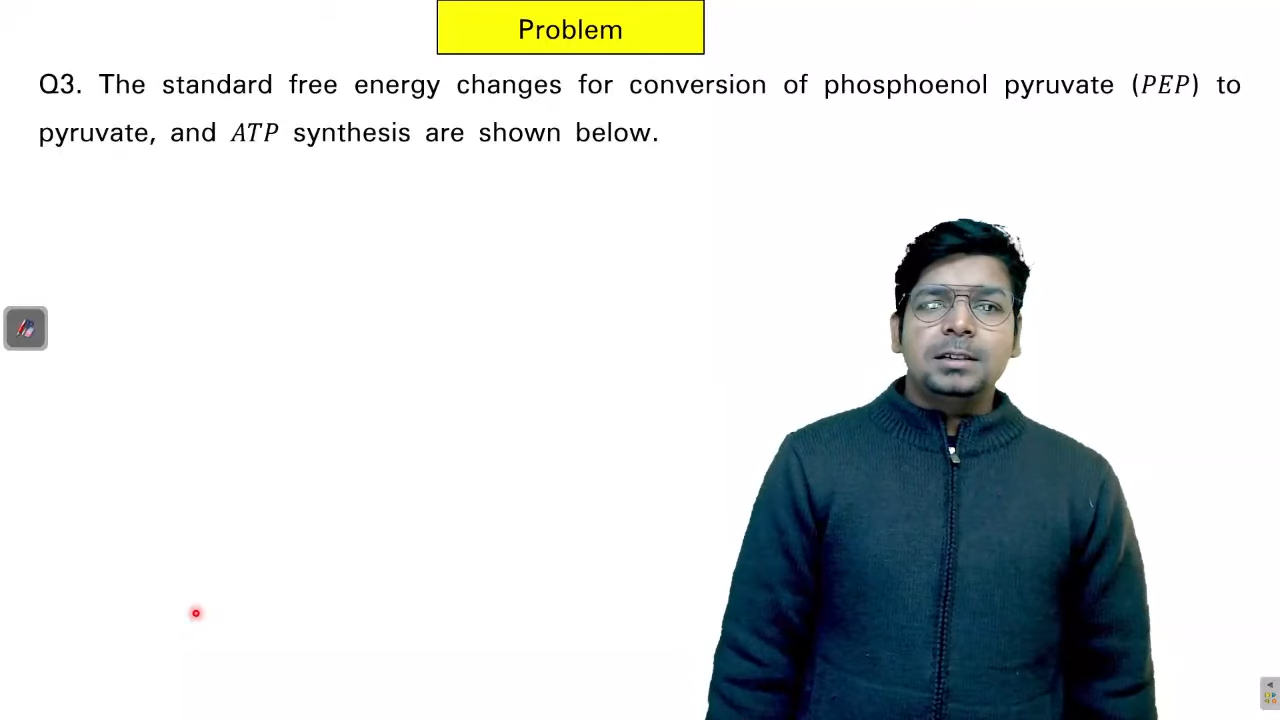 Problem
Q3. The standard free energy changes for conversion of phosphoenol pyruvate (PEP) to
pyruvate, and ATP synthesis are shown below.